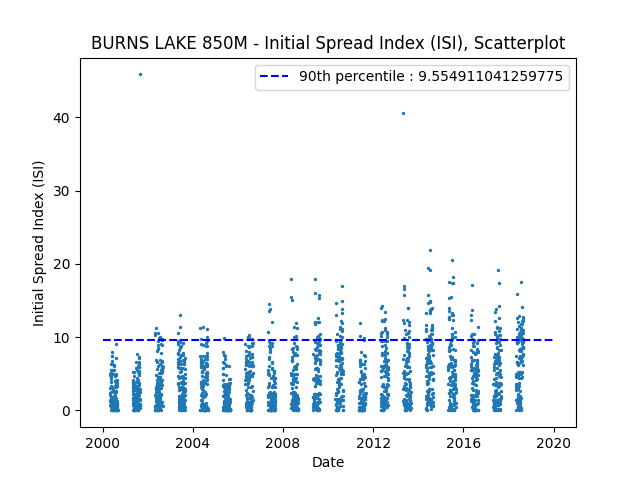 BURNS LAKE 850M - Initial Spread Index (ISI), Scatterplot
90th percentile : 9.554911041259775
Initial Spread Index (ISI)
40
30
20
10
0
2000 2004 2008 2012 2016 2020
Date